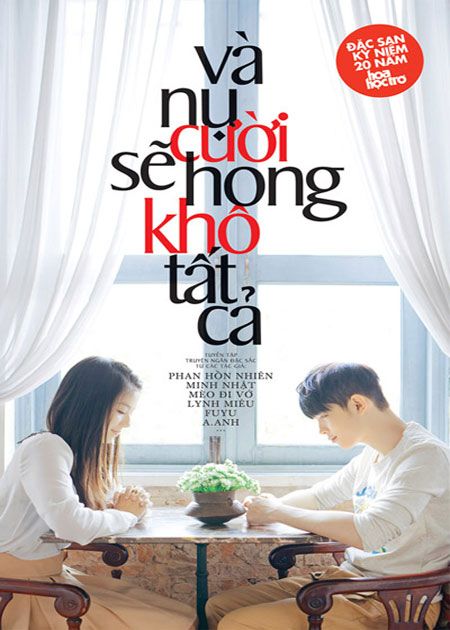 ĐẶC SAN
KỶ NIỆM
20 NĂM
hoa
học trò
và
nụ
cười
sẽ hong
khô
tất
cả
TUYỂN TẬP
TRUYỆN NGẮN ĐẶC SẮC
TỪ CÁC TÁC GIẢ:
PHAN HỒN NHIÊN
MINH NHẬT
MÈO ĐI VỚ
LYNH MIÊU
FUYU
A.ANH
...